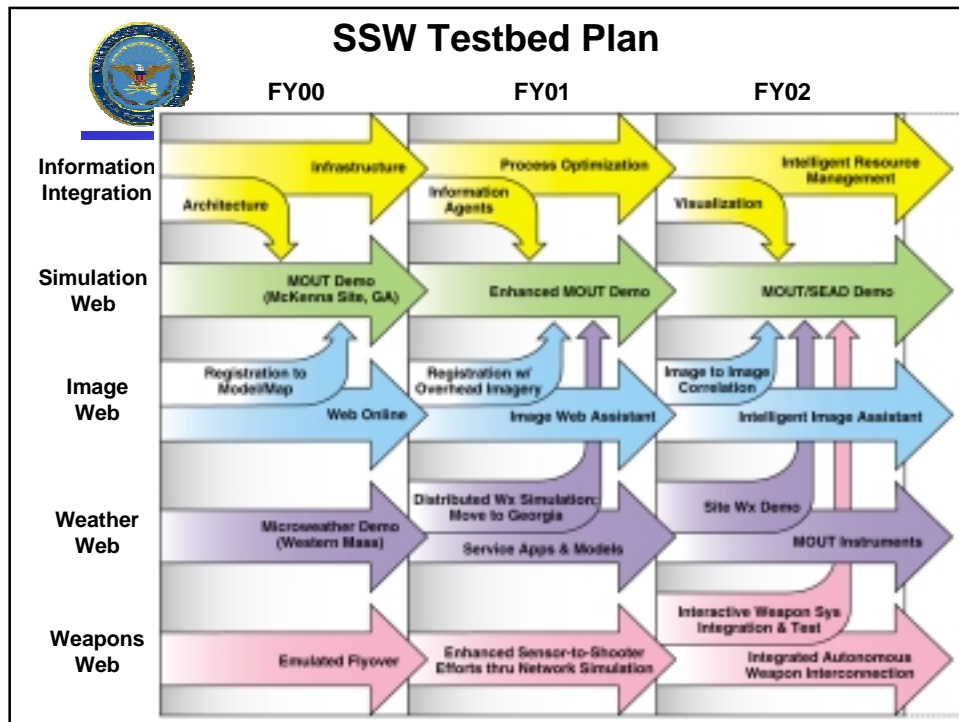 SSW Testbed Plan
FY00
FY01
FY02
Information
Integration
Infrastructure
Architecture
Process Optimization
Information
Agents
Intelligent Resource
Management
Visualization
Simulation
Web
MOUT Demo
(McKenna Site, GA)
Enhanced MOUT Demo
MOUT/SEAD Demo
Image
Web
Registration to
Model/Map
Web Online
Registration w/
Overhead Imagery
Image Web Assistant
Image to Image
Correlation
Intelligent Image Assistant
Weather
Web
Microweather Demo
(Western Mass)
Distributed Wx Simulation:
Move to Georgia
Service Apps & Models
Site Wx Demo
MOUT Instruments
Weapons
Web
Emulated Flyover
Enhanced Sensor-to-Shooter
Efforts thru Network Simulation
Interactive Weapon Sys
Integration & Test
Integrated Autonomous
Weapon Interconnection